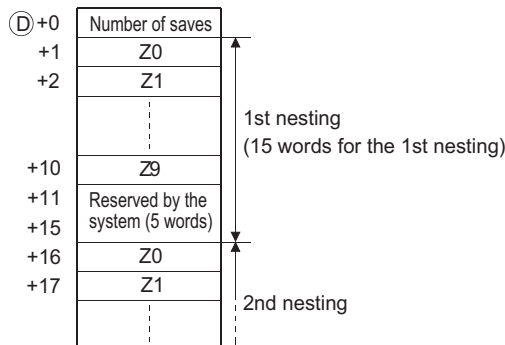 Ⓓ +0 Number of saves
+1 Z0
+2 Z1
1st nesting
(15 words for the 1st nesting)
+10 Z9
+11 Reserved by the
+15 system (5 words)
+16 Z0
+17 Z1
2nd nesting